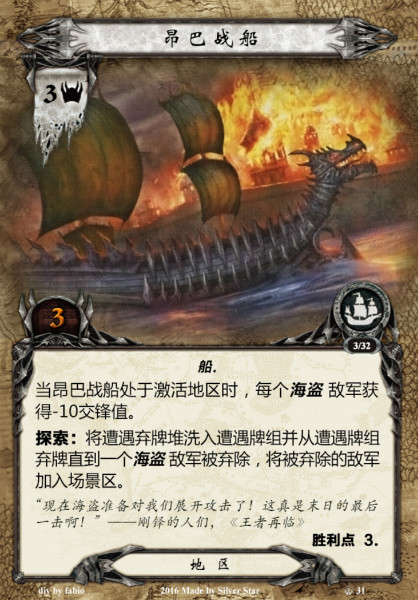 昂巴战船
3
3
3/32
船.
当昂巴战船处于激活地区时，每个海盗 敌军获
得-10交锋值。
探索：将遭遇弃牌堆洗入遭遇牌组并从遭遇牌组
弃牌直到一个海盗 敌军被弃除，将被弃除的敌军
加入场景区。
“现在海盗准备对我们展开攻击了！这真是末日的最后
一击啊！”——刚铎的人们，《王者再临》
胜利点 3.
地区
diy by fabio
2016 Made by Silver Star
31